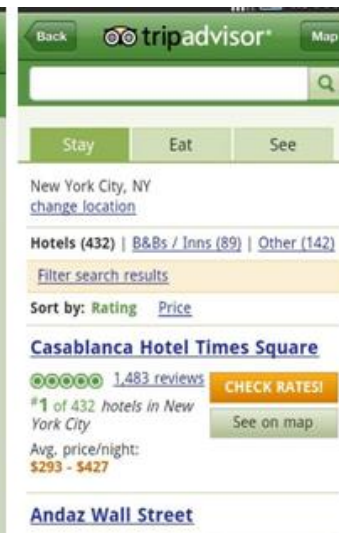 Back tripadvisor Map
Stay Eat See
New York City, NY
change location
Hotels (432) | B&Bs / Inns (89) | Other (142)
Filter search results
Sort by: Rating Price
Casablanca Hotel Times Square
1,483 reviews
CHECK RATES!
#1 of 432 hotels in New
York City
See on map
Avg. price/night:
$293 - $427
Andaz Wall Street